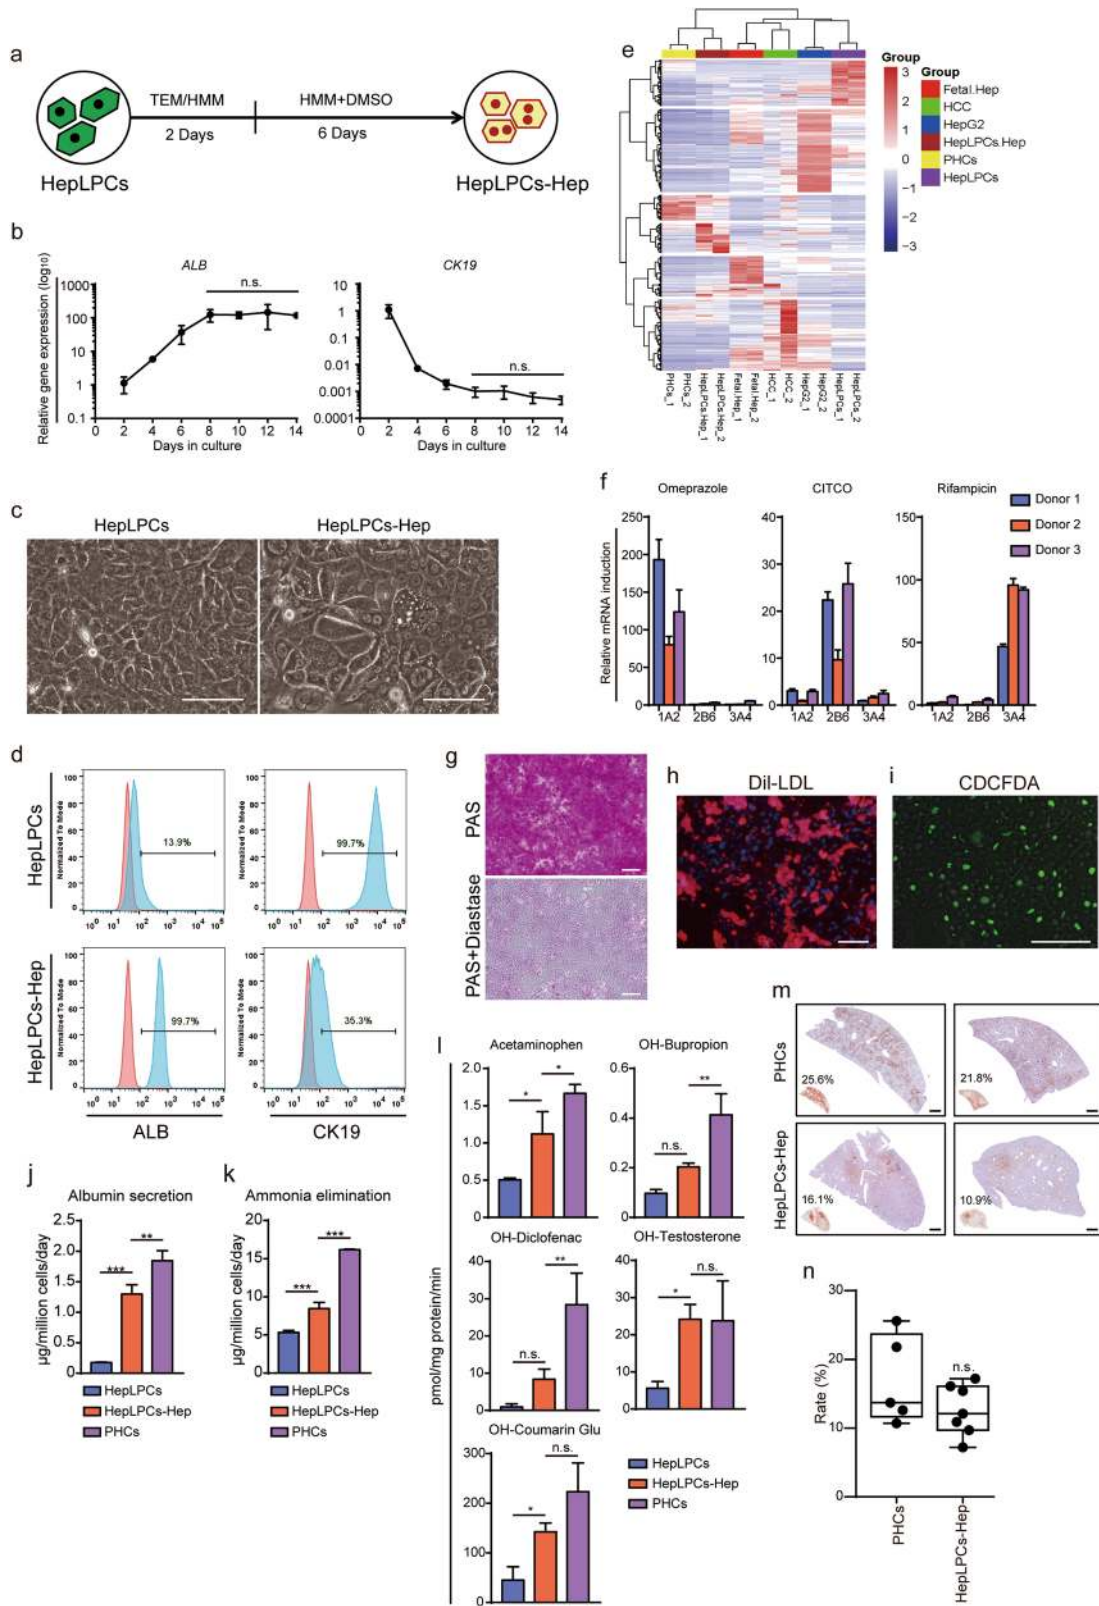 a
TEM/HMM
HMM+DMSO
2 Days
6 Days
HepLPCs
HepLPCs-Hep
b
ALB
CK19
Relative gene expression (log10)
n.s.
1000
100
10
1
0.1
0 2 4 6 8 10 12 14
Days in culture
n.s.
1
0.1
0.01
0.001
0.0001
0 2 4 6 8 10 12 14
Days in culture
c
HepLPCs
HepLPCs-Hep
d
HepLPCs
HepLPCs-Hep
Normalized To Mode
13.9%
99.7%
99.7%
35.3%
ALB
CK19
e
Group
3
2
1
0
−1
−2
−3
Group
Fetal.Hep
HCC
HepG2
HepLPCs.Hep
PHCs
HepLPCs
PHCs_1
PHCs_2
HepLPCs.Hep_1
HepLPCs.Hep_2
Fetal.Hep_1
Fetal.Hep_2
HCC_1
HCC_2
HepG2_1
HepG2_2
HepLPCs_1
HepLPCs_2
f
Omeprazole
CITCO
Rifampicin
Donor 1
Donor 2
Donor 3
Relative mRNA induction
250
200
150
100
50
0
1A2 2B6 3A4
40
30
20
10
0
1A2 2B6 3A4
150
100
50
0
1A2 2B6 3A4
g
PAS
PAS+Diastase
h
Dil-LDL
i
CDCFDA
j
Albumin secretion
µg/million cells/day
2.5
2.0
1.5
1.0
0.5
0
***
**
HepLPCs
HepLPCs-Hep
PHCs
k
Ammonia elimination
µg/million cells/day
20
15
10
5
0
***
***
HepLPCs
HepLPCs-Hep
PHCs
l
pmol/mg protein/min
Acetaminophen
2.0
1.5
1.0
0.5
0
*
*
OH-Bupropion
0.6
0.4
0.2
0
n.s.
**
OH-Diclofenac
40
30
20
10
0
n.s.
**
OH-Testosterone
40
30
20
10
0
*
n.s.
OH-Coumarin Glu
300
200
100
0
*
n.s.
HepLPCs
HepLPCs-Hep
PHCs
m
PHCs
HepLPCs-Hep
25.6%
21.8%
16.1%
10.9%
n
Rate (%)
30
20
10
0
n.s.
PHCs
HepLPCs-Hep